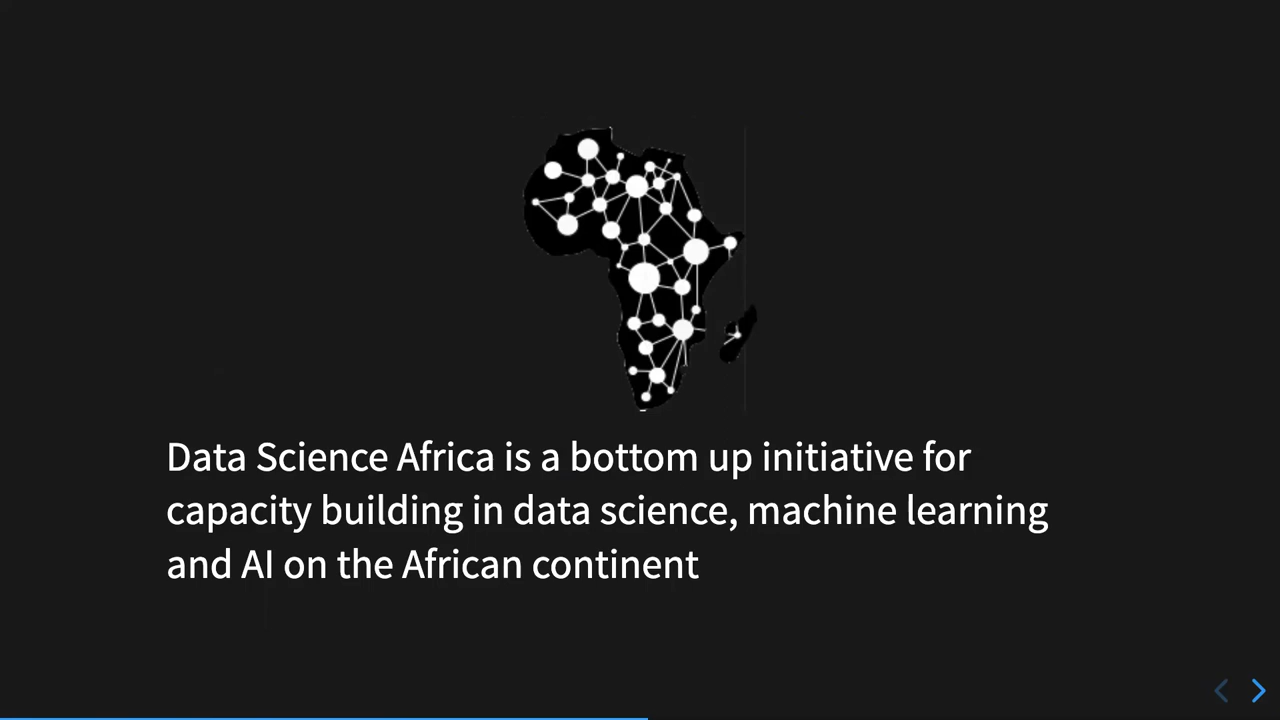 Data Science Africa is a bottom up initiative for
capacity building in data science, machine learning
and AI on the African continent